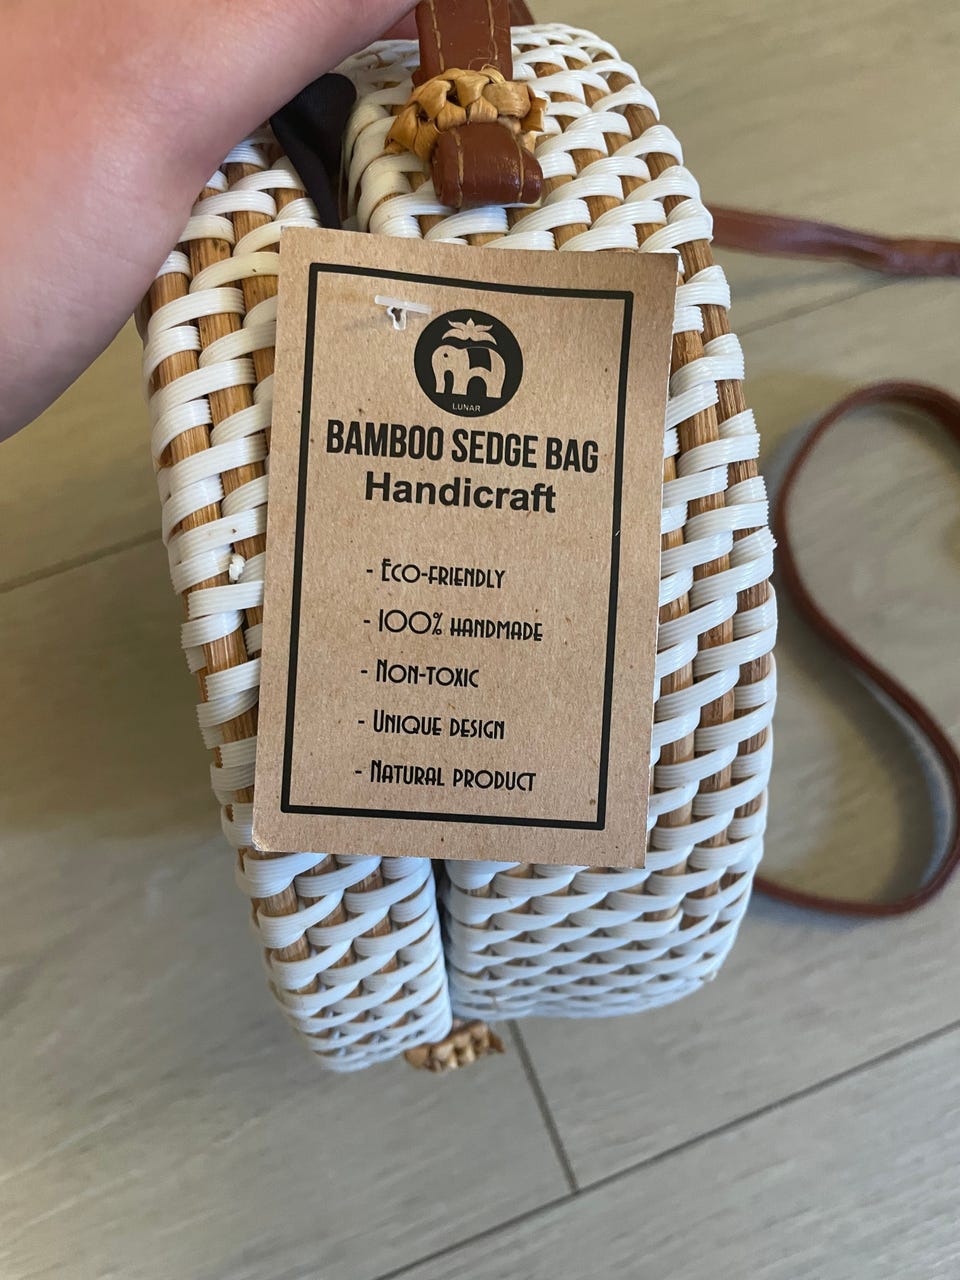 LUNAR
BAMBOO SEDGE BAG
Handicraft
- ECO-FRIENDLY
- 100% HANDMADE
- NON-TOXIC
- UNIQUE DESIGN
- NATURAL PRODUCT